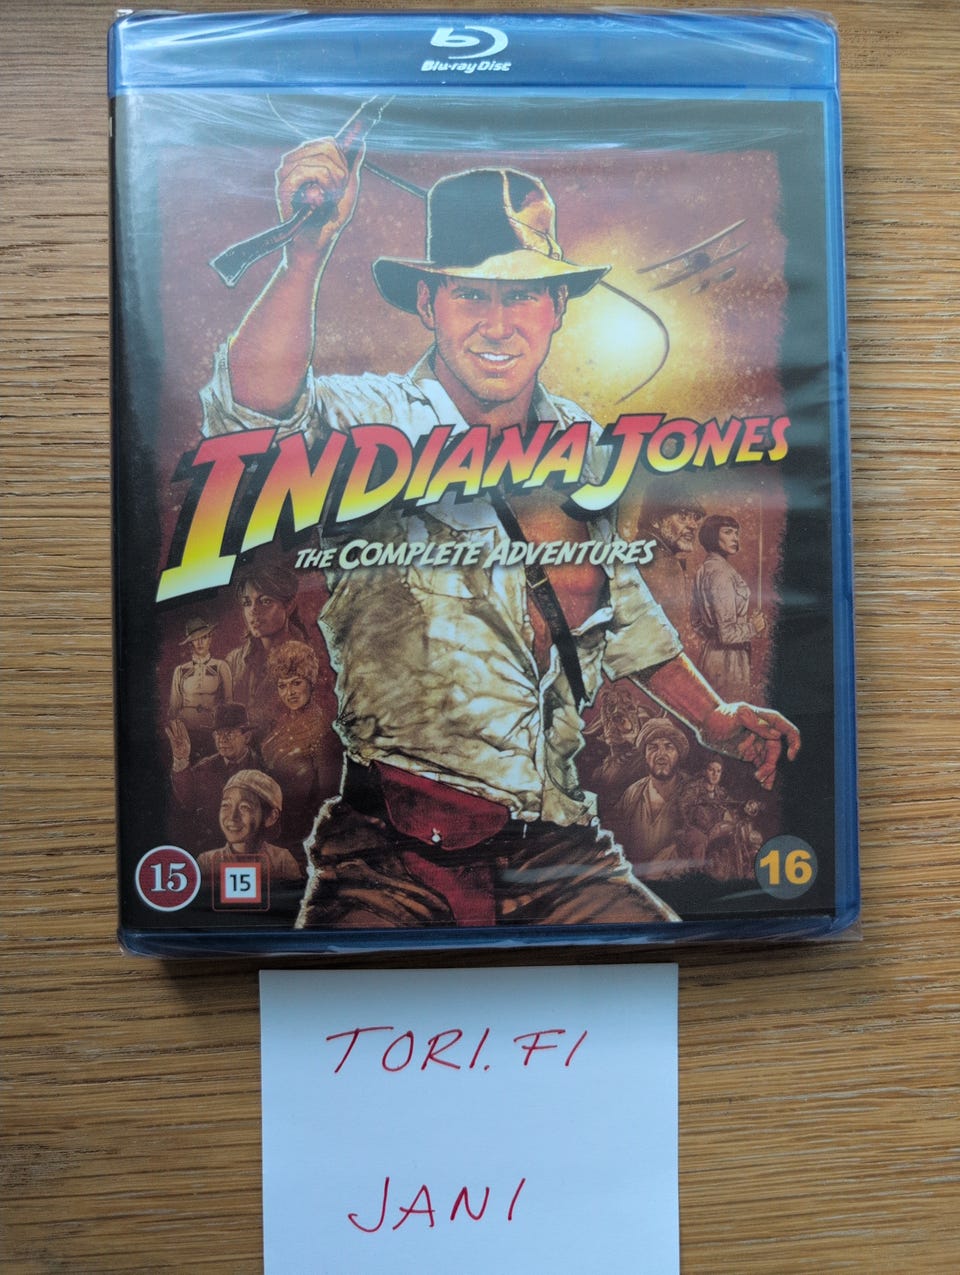 Blu-ray Disc
INDIANA JONES
THE COMPLETE ADVENTURES
15
15
16
TORI.FI
JANI